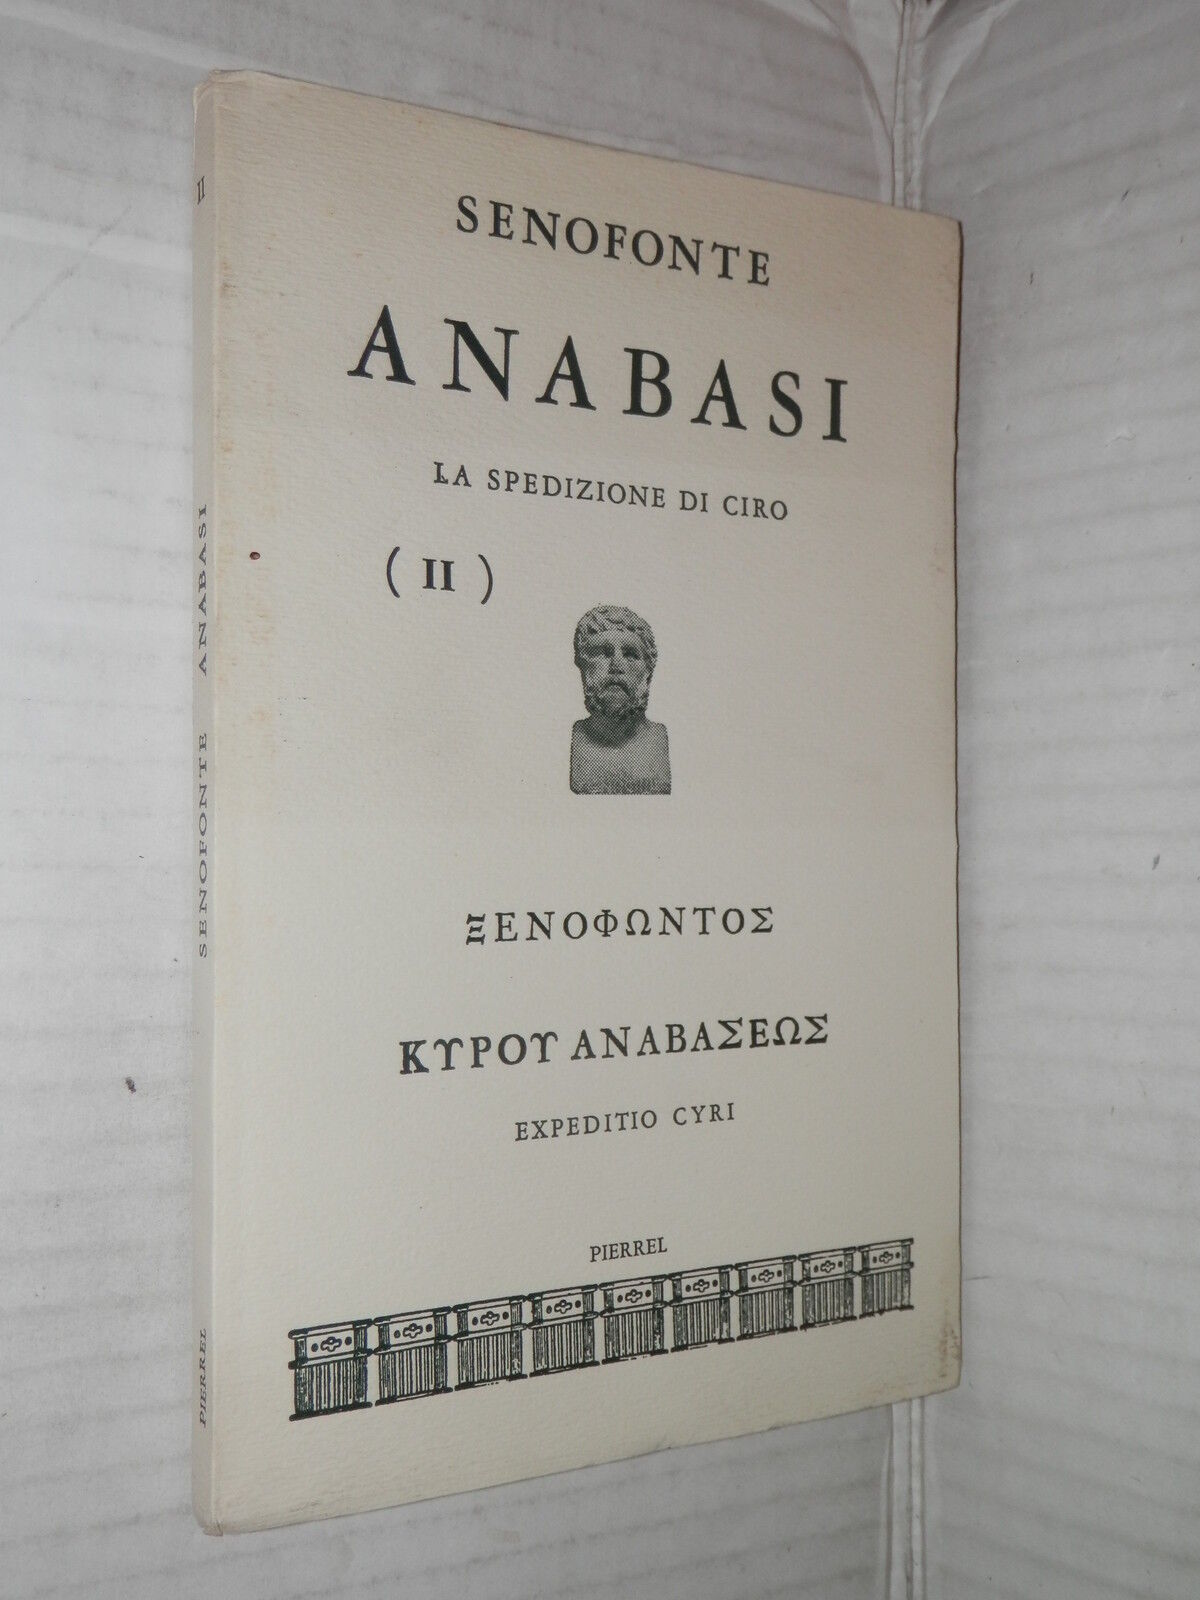 SENOFONTE
ANABASI
LA SPEDIZIONE DI CIRO
( II )
ΞΕΝΟΦΩΝΤΟΣ
ΚΥΡΟΥ ΑΝΑΒΑΣΕΩΣ
EXPEDITIO CYRI
PIERREL
PIERREL SENOFONTE ANABASI II